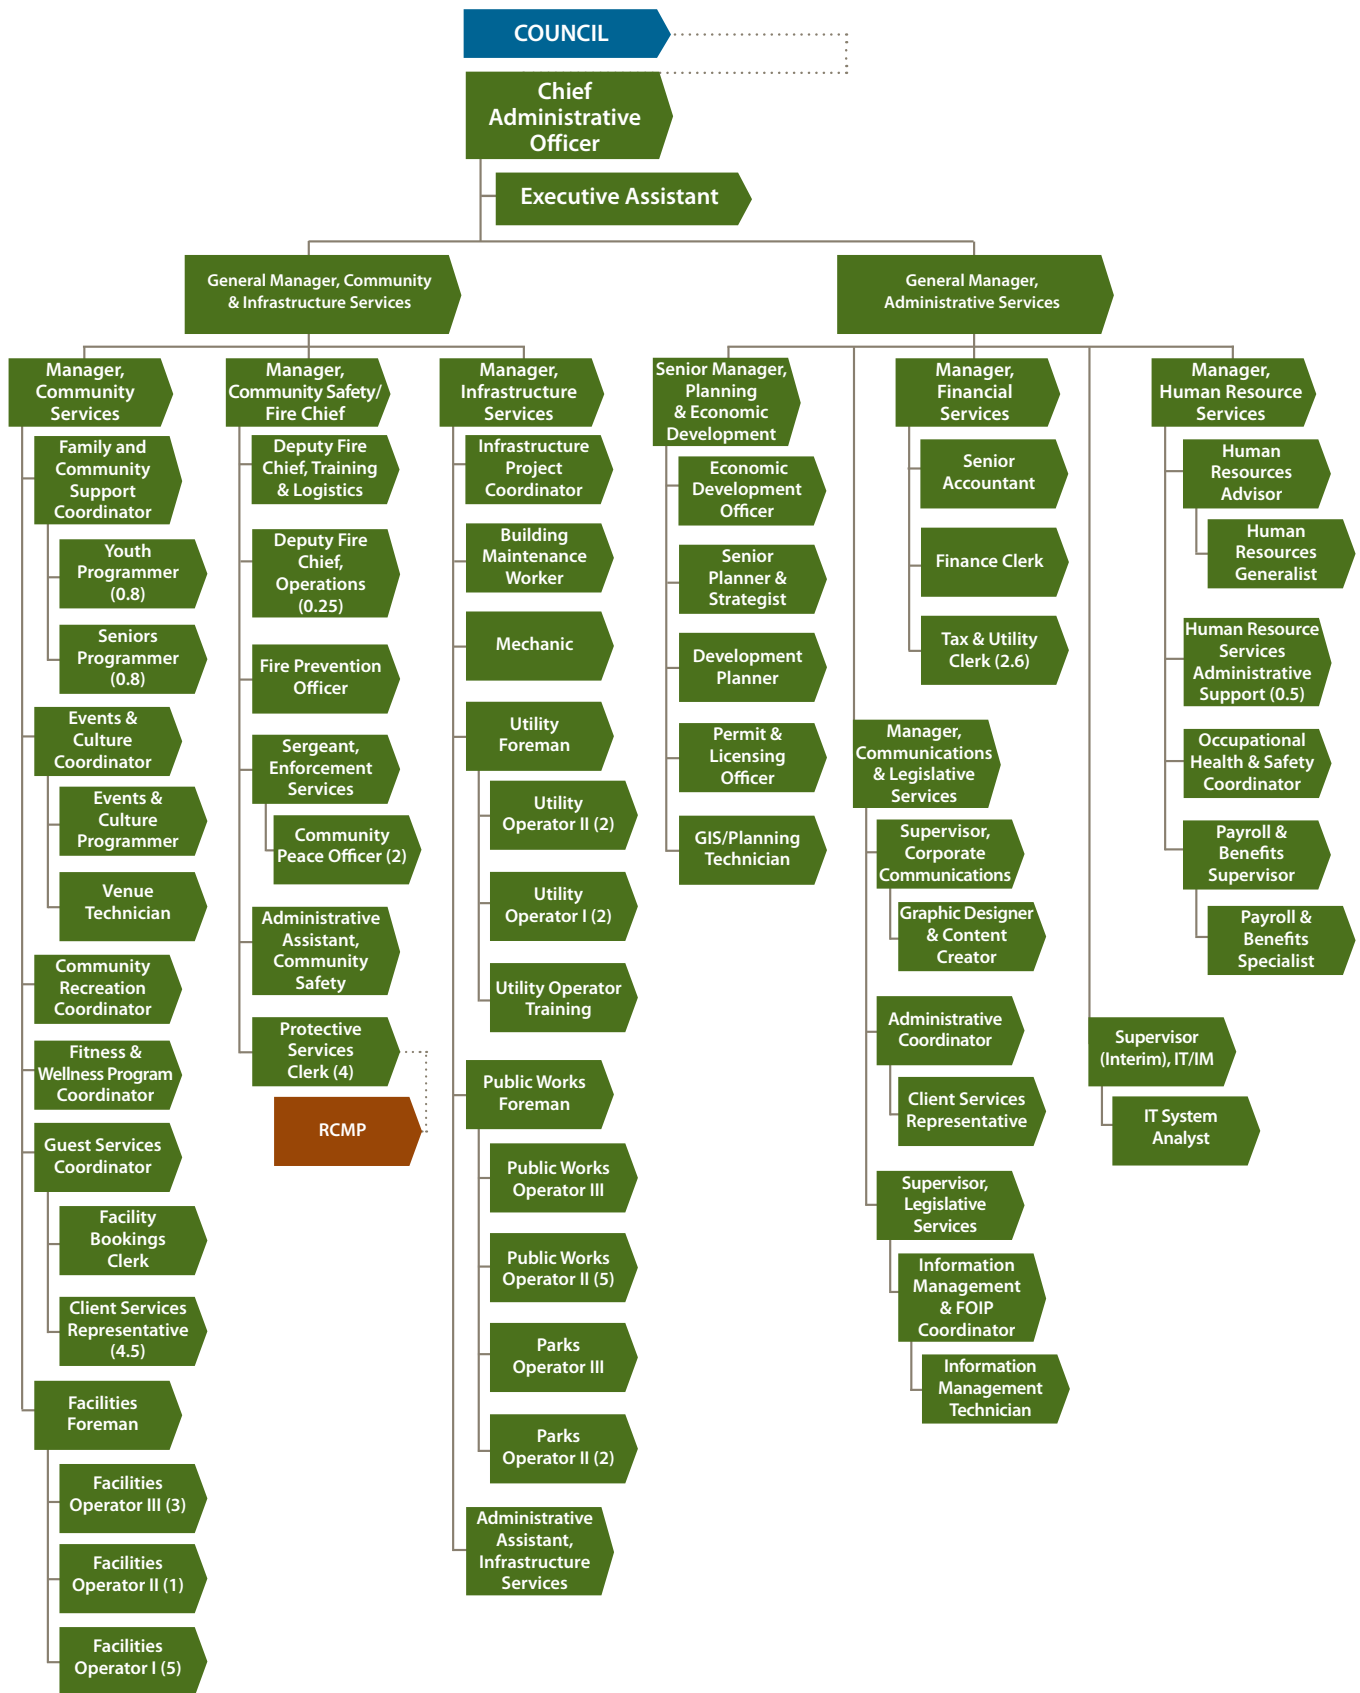 COUNCIL
Chief
Administrative
Officer
Executive Assistant
General Manager, Community
& Infrastructure Services
General Manager,
Administrative Services
Manager,
Community
Services
Family and
Community
Support
Coordinator
Youth
Programmer
(0.8)
Seniors
Programmer
(0.8)
Events &
Culture
Coordinator
Events &
Culture
Programmer
Venue
Technician
Community
Recreation
Coordinator
Fitness &
Wellness Program
Coordinator
Guest Services
Coordinator
Facility
Bookings
Clerk
Client Services
Representative
(4.5)
Facilities
Foreman
Facilities
Operator III (3)
Facilities
Operator II (1)
Facilities
Operator I (5)
Manager,
Community Safety/
Fire Chief
Deputy Fire
Chief, Training
& Logistics
Deputy Fire
Chief,
Operations
(0.25)
Fire Prevention
Officer
Sergeant,
Enforcement
Services
Community
Peace Officer (2)
Administrative
Assistant,
Community
Safety
Protective
Services
Clerk (4)
RCMP
Manager,
Infrastructure
Services
Infrastructure
Project
Coordinator
Building
Maintenance
Worker
Mechanic
Utility
Foreman
Utility
Operator II (2)
Utility
Operator I (2)
Utility Operator
Training
Public Works
Foreman
Public Works
Operator III
Public Works
Operator II (5)
Parks
Operator III
Parks
Operator II (2)
Administrative
Assistant,
Infrastructure
Services
Senior Manager,
Planning
& Economic
Development
Economic
Development
Officer
Senior
Planner &
Strategist
Development
Planner
Permit &
Licensing
Officer
GIS/Planning
Technician
Manager,
Financial
Services
Senior
Accountant
Finance Clerk
Tax & Utility
Clerk (2.6)
Manager,
Communications
& Legislative
Services
Supervisor,
Corporate
Communications
Graphic Designer
& Content
Creator
Administrative
Coordinator
Client Services
Representative
Supervisor,
Legislative
Services
Information
Management
& FOIP
Coordinator
Information
Management
Technician
Manager,
Human Resource
Services
Human
Resources
Advisor
Human
Resources
Generalist
Human Resource
Services
Administrative
Support (0.5)
Occupational
Health & Safety
Coordinator
Payroll &
Benefits
Supervisor
Payroll &
Benefits
Specialist
Supervisor
(Interim), IT/IM
IT System
Analyst